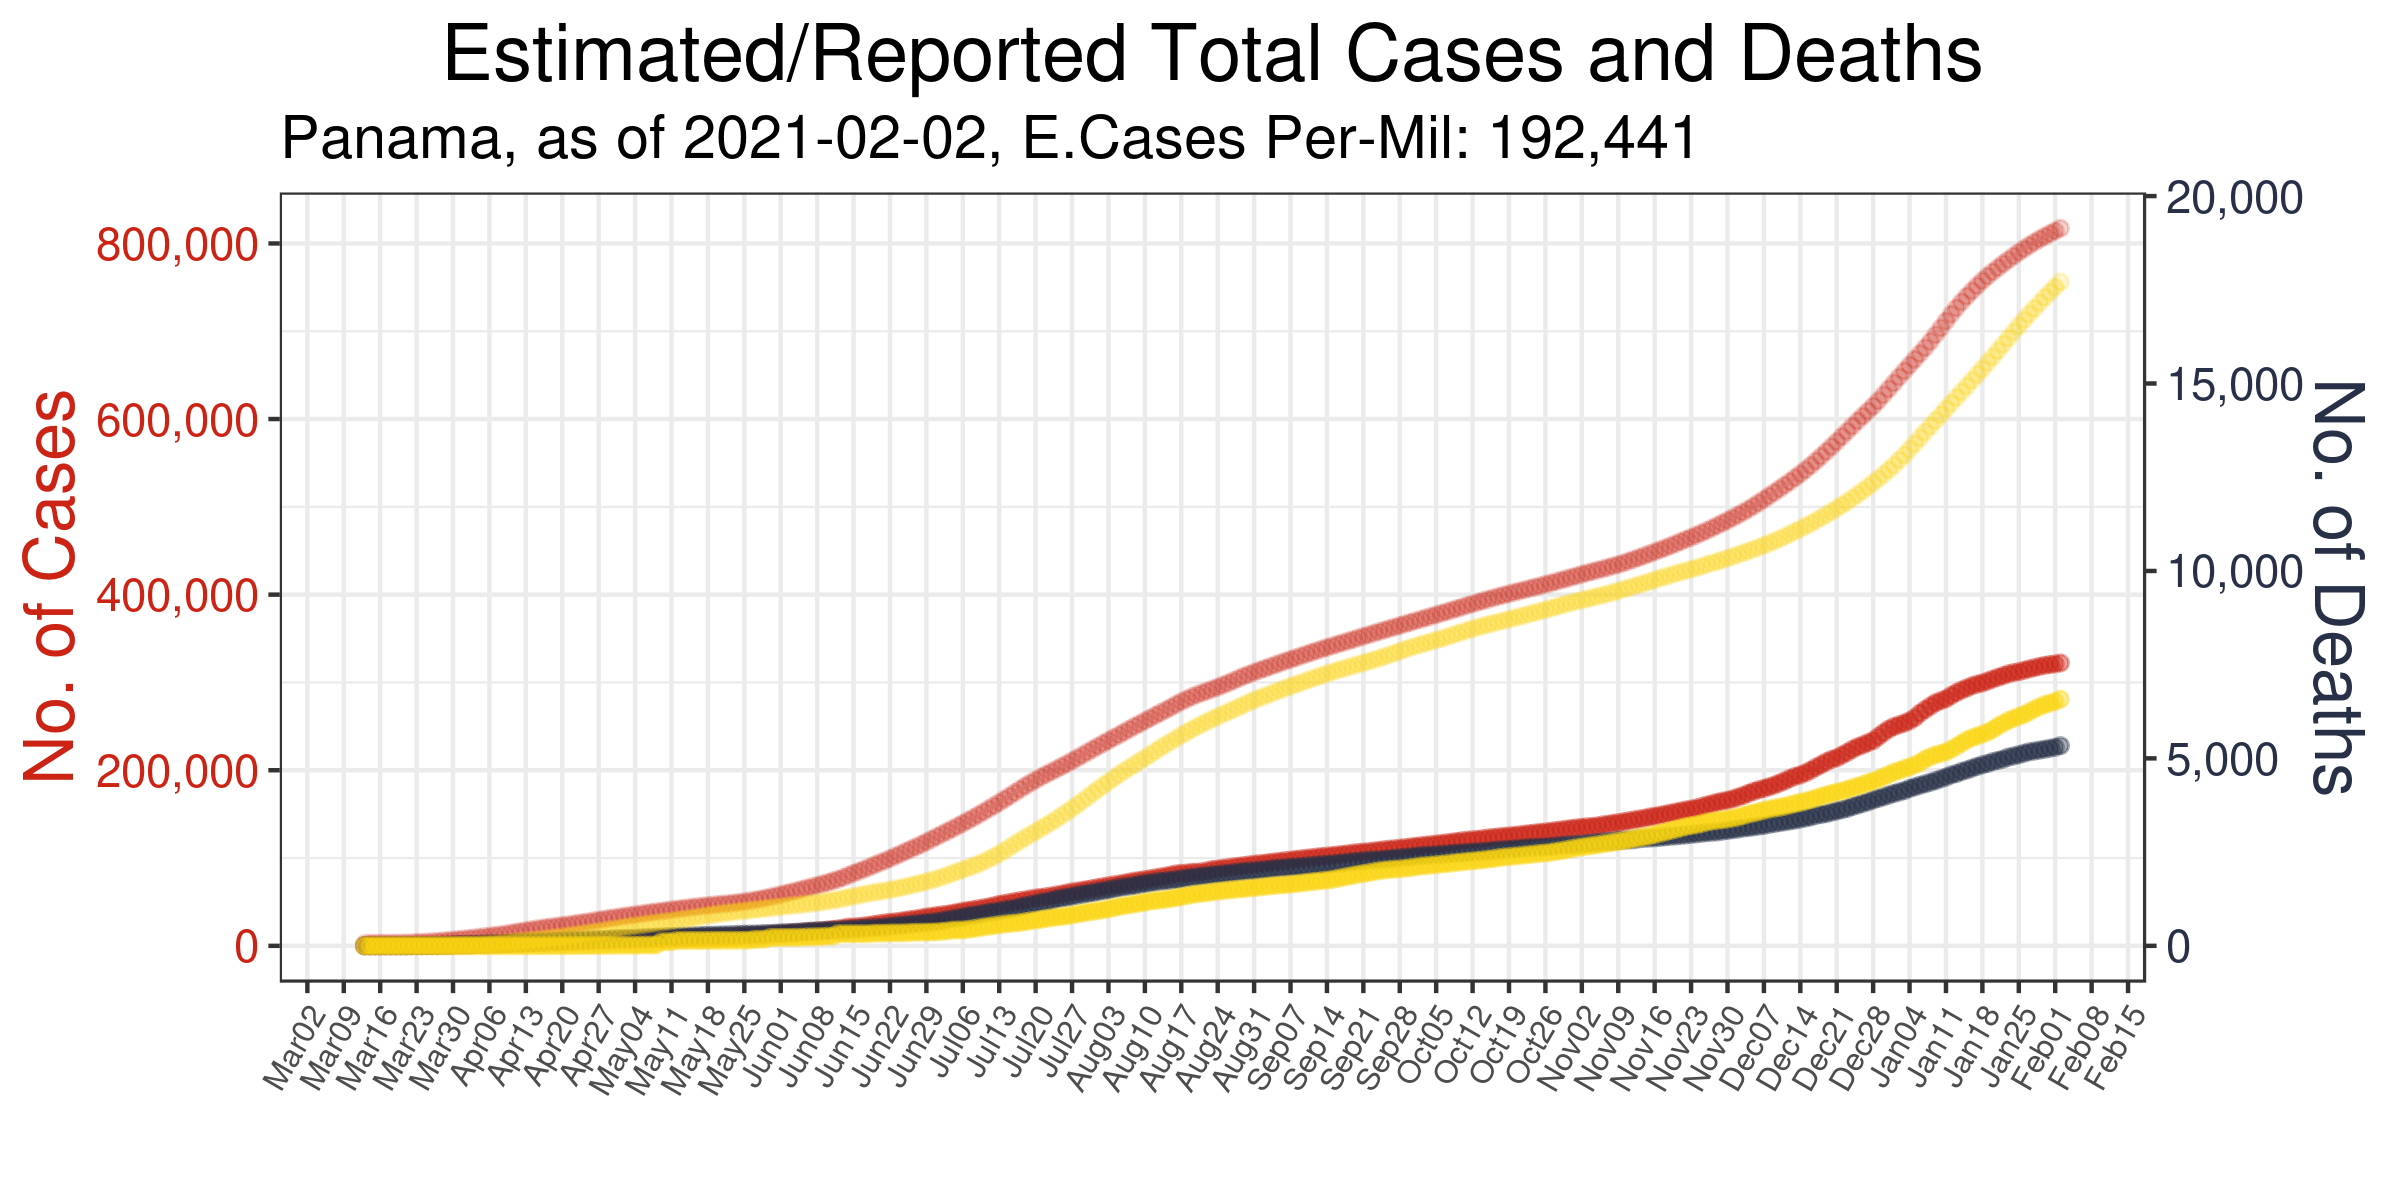 Estimated/Reported Total Cases and Deaths
Panama, as of 2021-02-02, E.Cases Per-Mil: 192,441
No. of Cases
800,000
600,000
400,000
200,000
0
20,000
15,000
10,000
5,000
0
No. of Deaths
Mar02
Mar09
Mar16
Mar23
Mar30
Apr06
Apr13
Apr20
Apr27
May04
May11
May18
May25
Jun01
Jun08
Jun15
Jun22
Jun29
Jul06
Jul13
Jul20
Jul27
Aug03
Aug10
Aug17
Aug24
Aug31
Sep07
Sep14
Sep21
Sep28
Oct05
Oct12
Oct19
Oct26
Nov02
Nov09
Nov16
Nov23
Nov30
Dec07
Dec14
Dec21
Dec28
Jan04
Jan11
Jan18
Jan25
Feb01
Feb08
Feb15